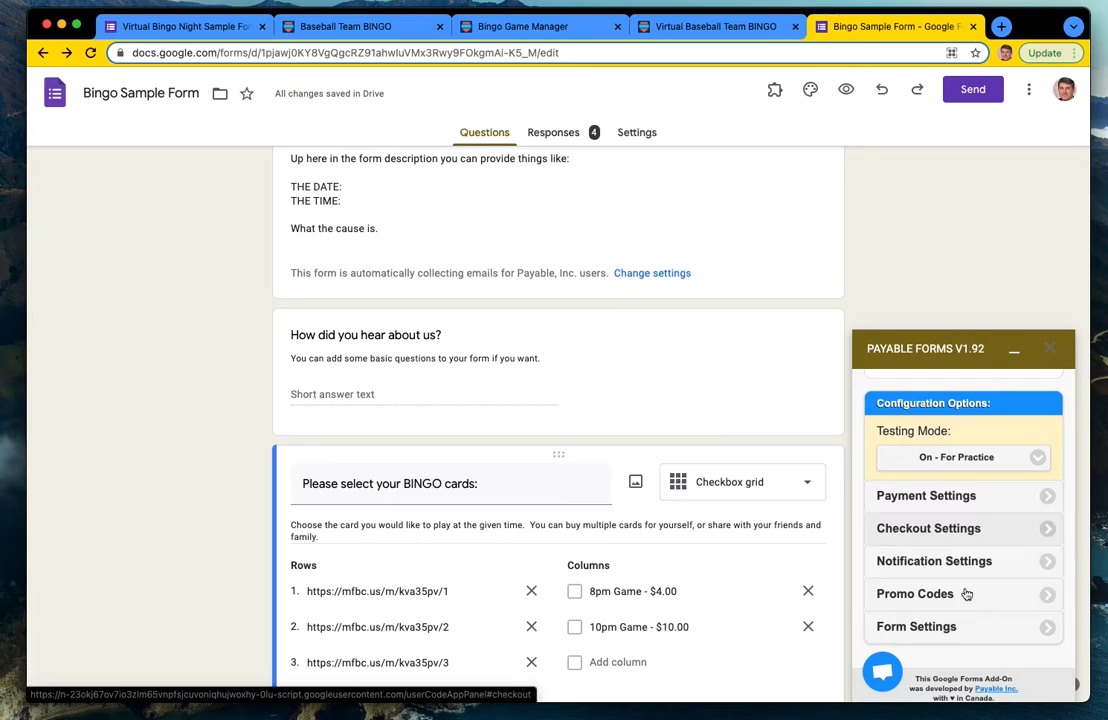 Virtual Bingo Night Sample For
Baseball Team BINGO
Bingo Game Manager
Virtual Baseball Team BINGO
Bingo Sample Form - Google F
docs.google.com/forms/d/1pjawj0KY8VgQgcRZ91ahwIuVMx3Rwy9FOkgmAi-K5_M/edit
Update
Bingo Sample Form
All changes saved in Drive
Send
Questions
Responses 4
Settings
Up here in the form description you can provide things like:
THE DATE:
THE TIME:
What the cause is.
This form is automatically collecting emails for Payable, Inc. users. Change settings
How did you hear about us?
You can add some basic questions to your form if you want.
Short answer text
Please select your BINGO cards:
Checkbox grid
Choose the card you would like to play at the given time. You can buy multiple cards for yourself, or share with your friends and
family.
Rows
Columns
1. https://mfbc.us/m/kva35pv/1
8pm Game - $4.00
2. https://mfbc.us/m/kva35pv/2
10pm Game - $10.00
3. https://mfbc.us/m/kva35pv/3
Add column
PAYABLE FORMS V1.92
Configuration Options:
Testing Mode:
On - For Practice
Payment Settings
Checkout Settings
Notification Settings
Promo Codes
Form Settings
This Google Forms Add-On
was developed by Payable Inc.
with ♥ in Canada.
https://n-23okj67ov7io3zlm65vnpfsjcuvoniqhujwoxhy-0lu-script.googleusercontent.com/userCodeAppPanel#checkout